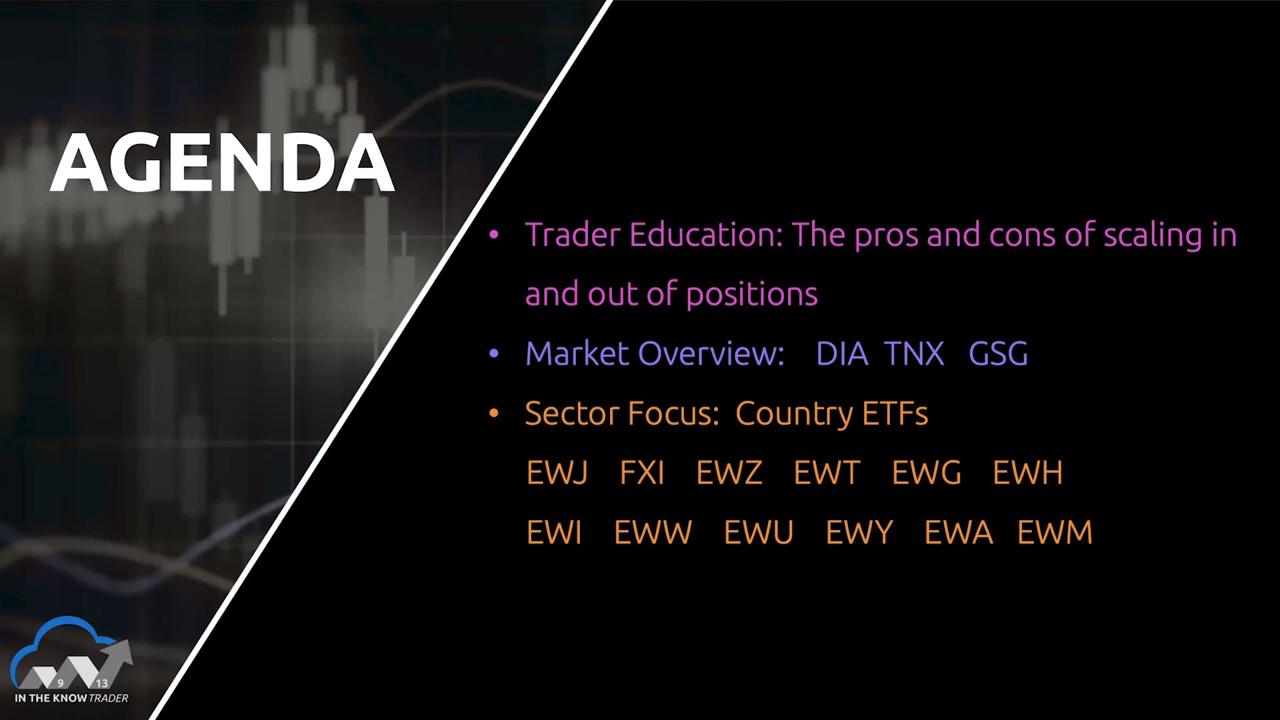 AGENDA
• Trader Education: The pros and cons of scaling in
and out of positions
• Market Overview: DIA TNX GSG
• Sector Focus: Country ETFs
EWJ FXI EWZ EWT EWG EWH
EWI EWW EWU EWY EWA EWM
9 13
IN THE KNOW TRADER